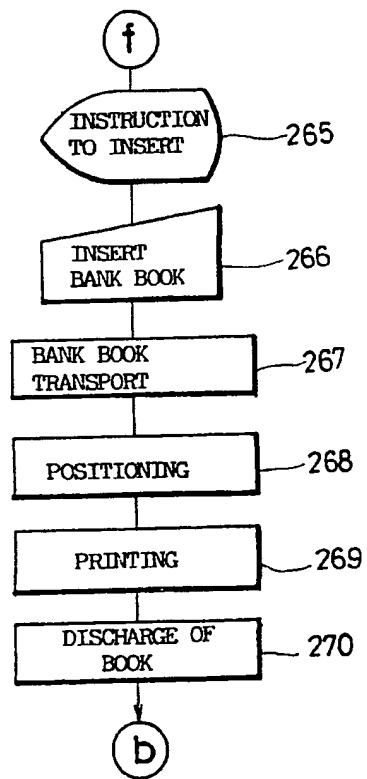 f
INSTRUCTION
TO INSERT
265
INSERT
BANK BOOK
266
BANK BOOK
TRANSPORT
267
POSITIONING
268
PRINTING
269
DISCHARGE OF
BOOK
270
b